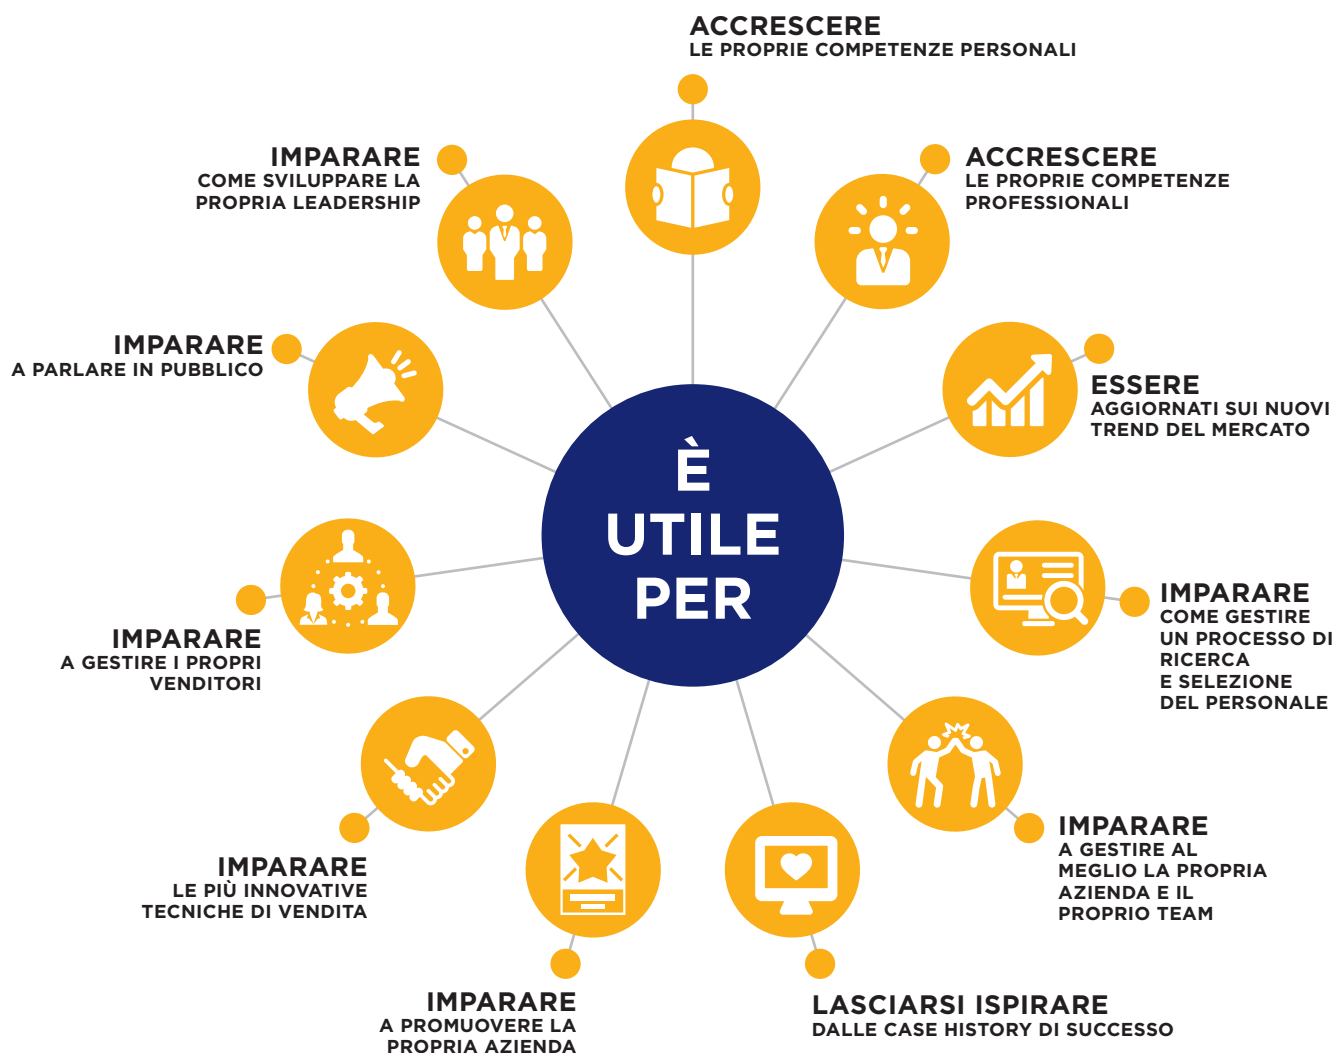 ACCRESCERE
LE PROPRIE COMPETENZE PERSONALI
ACCRESCERE
LE PROPRIE COMPETENZE
PROFESSIONALI
ESSERE
AGGIORNATI SUI NUOVI
TREND DEL MERCATO
IMPARARE
COME GESTIRE
UN PROCESSO DI
RICERCA
E SELEZIONE
DEL PERSONALE
IMPARARE
A GESTIRE AL
MEGLIO LA PROPRIA
AZIENDA E IL
PROPRIO TEAM
LASCIARSI ISPIRARE
DALLE CASE HISTORY DI SUCCESSO
IMPARARE
A PROMUOVERE LA
PROPRIA AZIENDA
IMPARARE
LE PIÙ INNOVATIVE
TECNICHE DI VENDITA
IMPARARE
A GESTIRE I PROPRI
VENDITORI
IMPARARE
A PARLARE IN PUBBLICO
IMPARARE
COME SVILUPPARE LA
PROPRIA LEADERSHIP
È
UTILE
PER